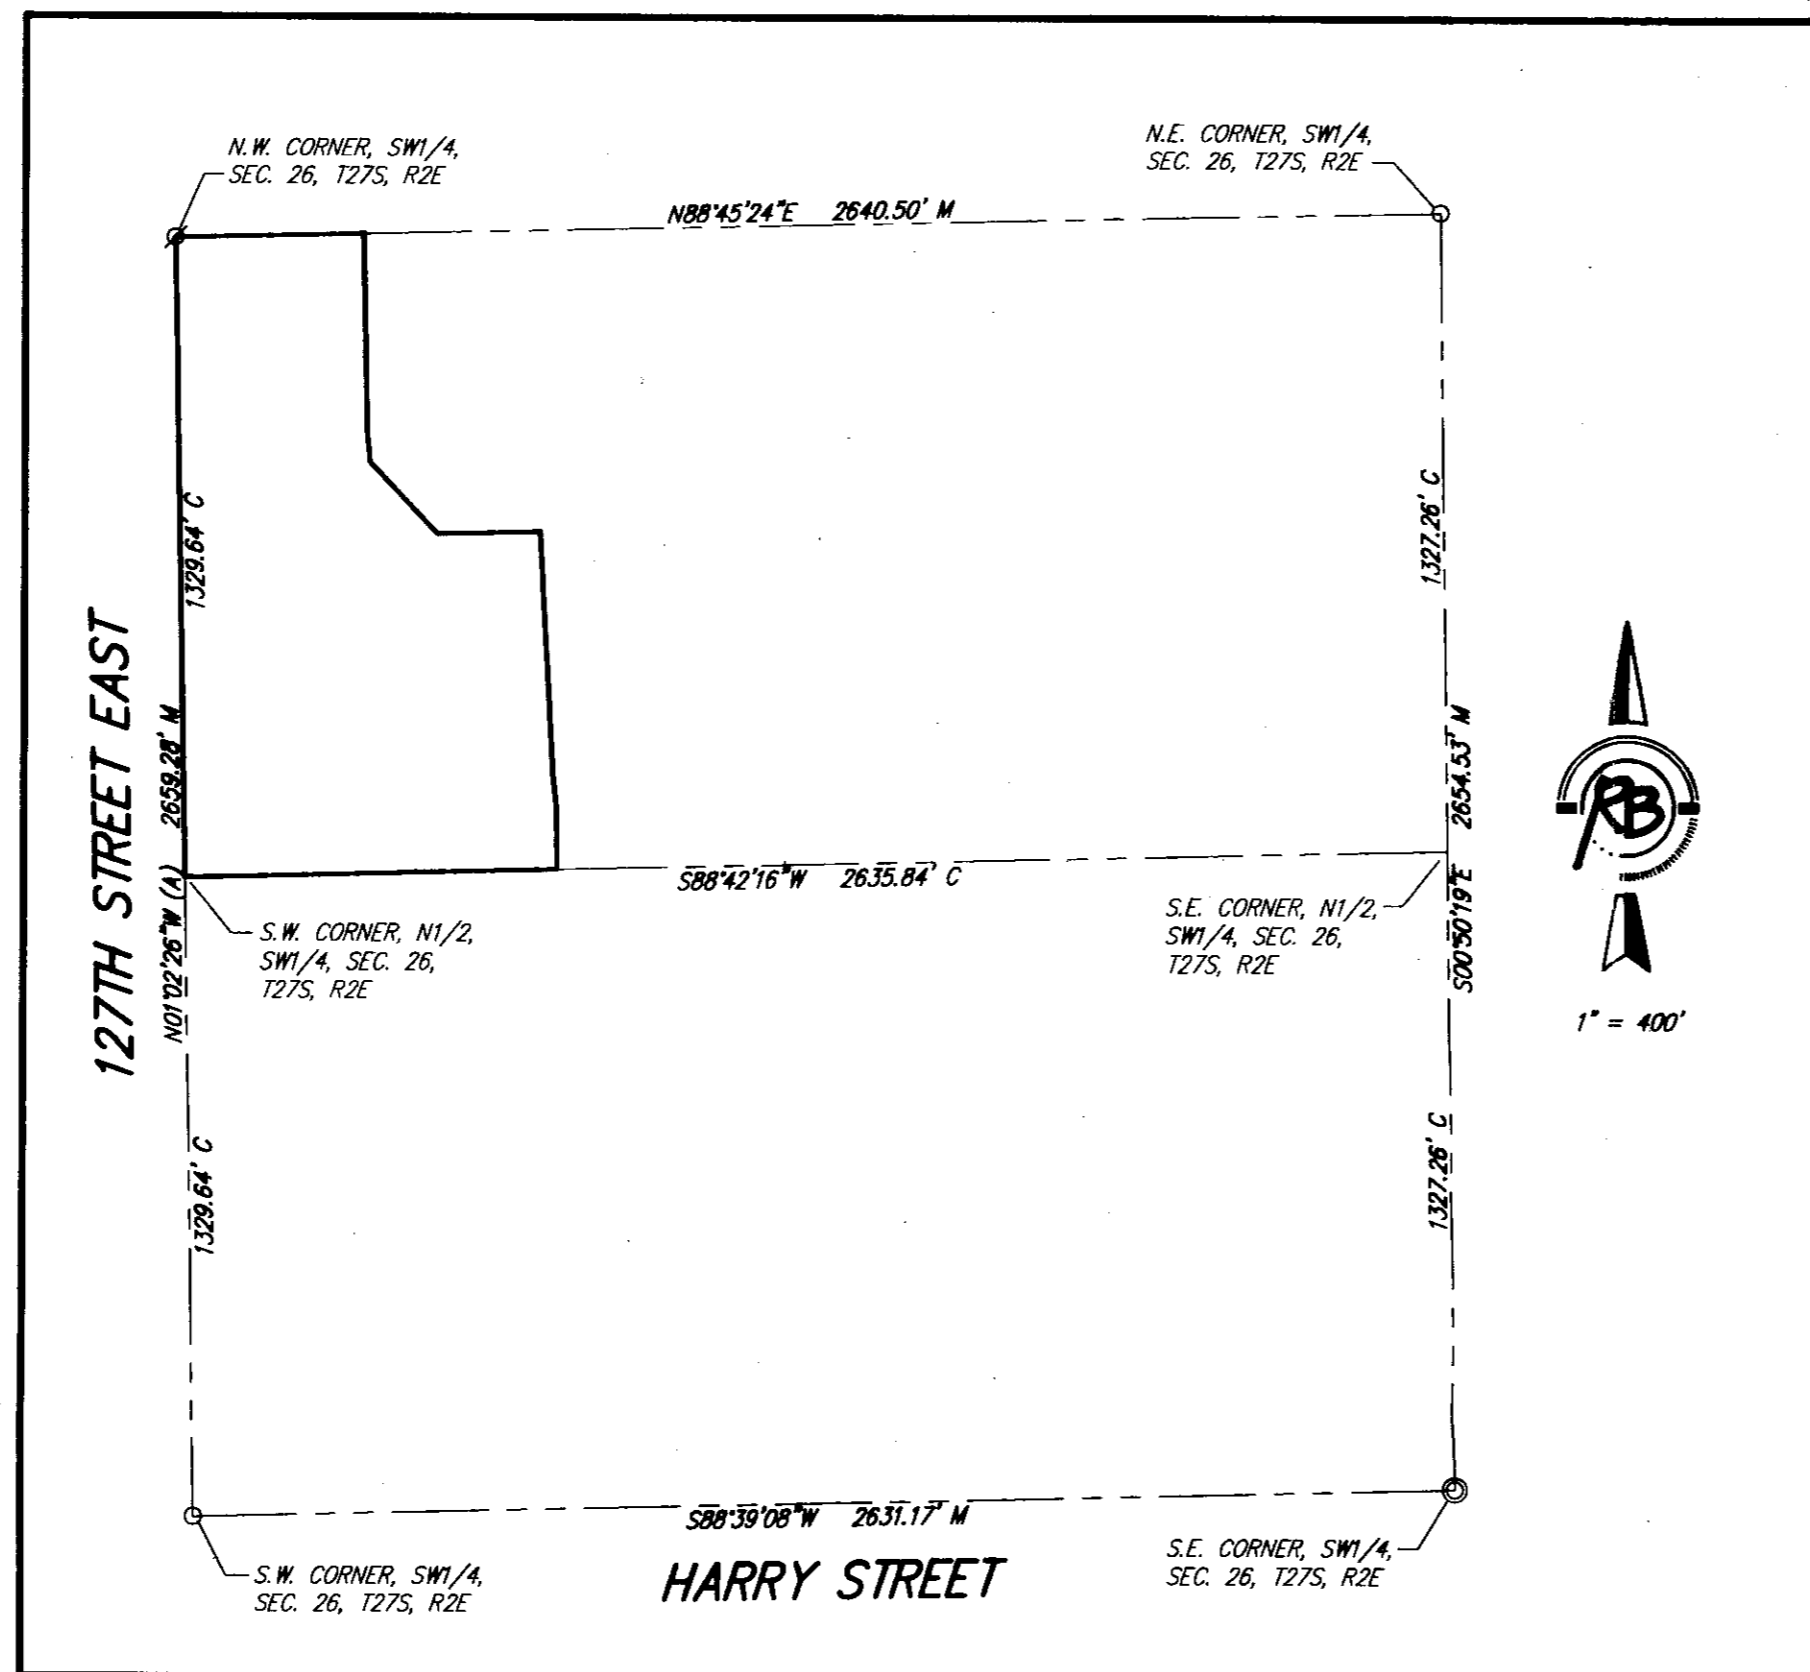 N.W. CORNER, SW1/4,
SEC. 26, T27S, R2E
N.E. CORNER, SW1/4,
SEC. 26, T27S, R2E
N88°45'24"E 2640.50' M
1329.64' C
1327.26' C
127TH STREET EAST
N01°02'26"W (A) 2659.28' M
S00°50'19"E 2654.53' M
RB
1" = 400'
S88°42'16"W 2635.84' C
S.W. CORNER, N1/2,
SW1/4, SEC. 26,
T27S, R2E
S.E. CORNER, N1/2,
SW1/4, SEC. 26,
T27S, R2E
1329.64' C
1327.26' C
S88°39'08"W 2631.17' M
HARRY STREET
S.W. CORNER, SW1/4,
SEC. 26, T27S, R2E
S.E. CORNER, SW1/4,
SEC. 26, T27S, R2E